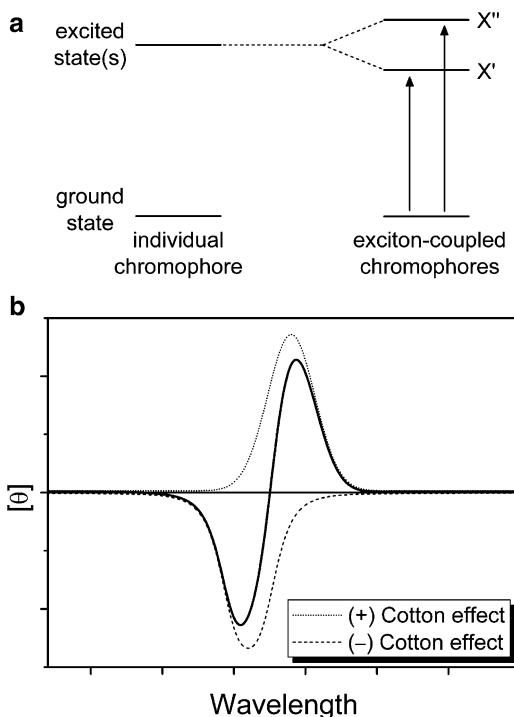 a
excited
state(s)
X"
X'
ground
state
individual
chromophore
exciton-coupled
chromophores
b
[θ]
(+) Cotton effect
(−) Cotton effect
Wavelength